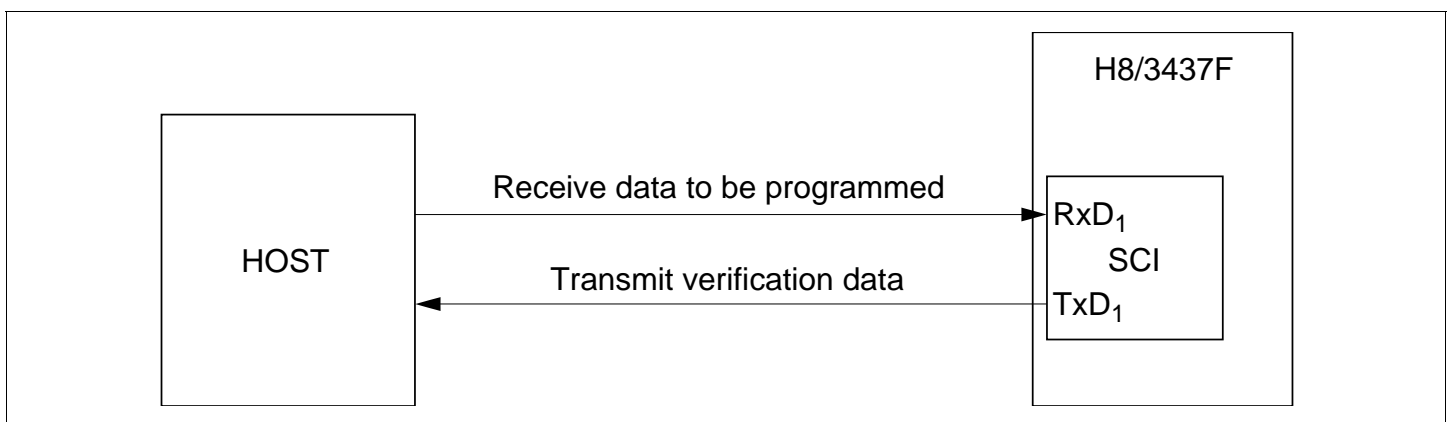 H8/3437F
Receive data to be programmed
RxD₁
HOST
SCI
Transmit verification data
TxD₁